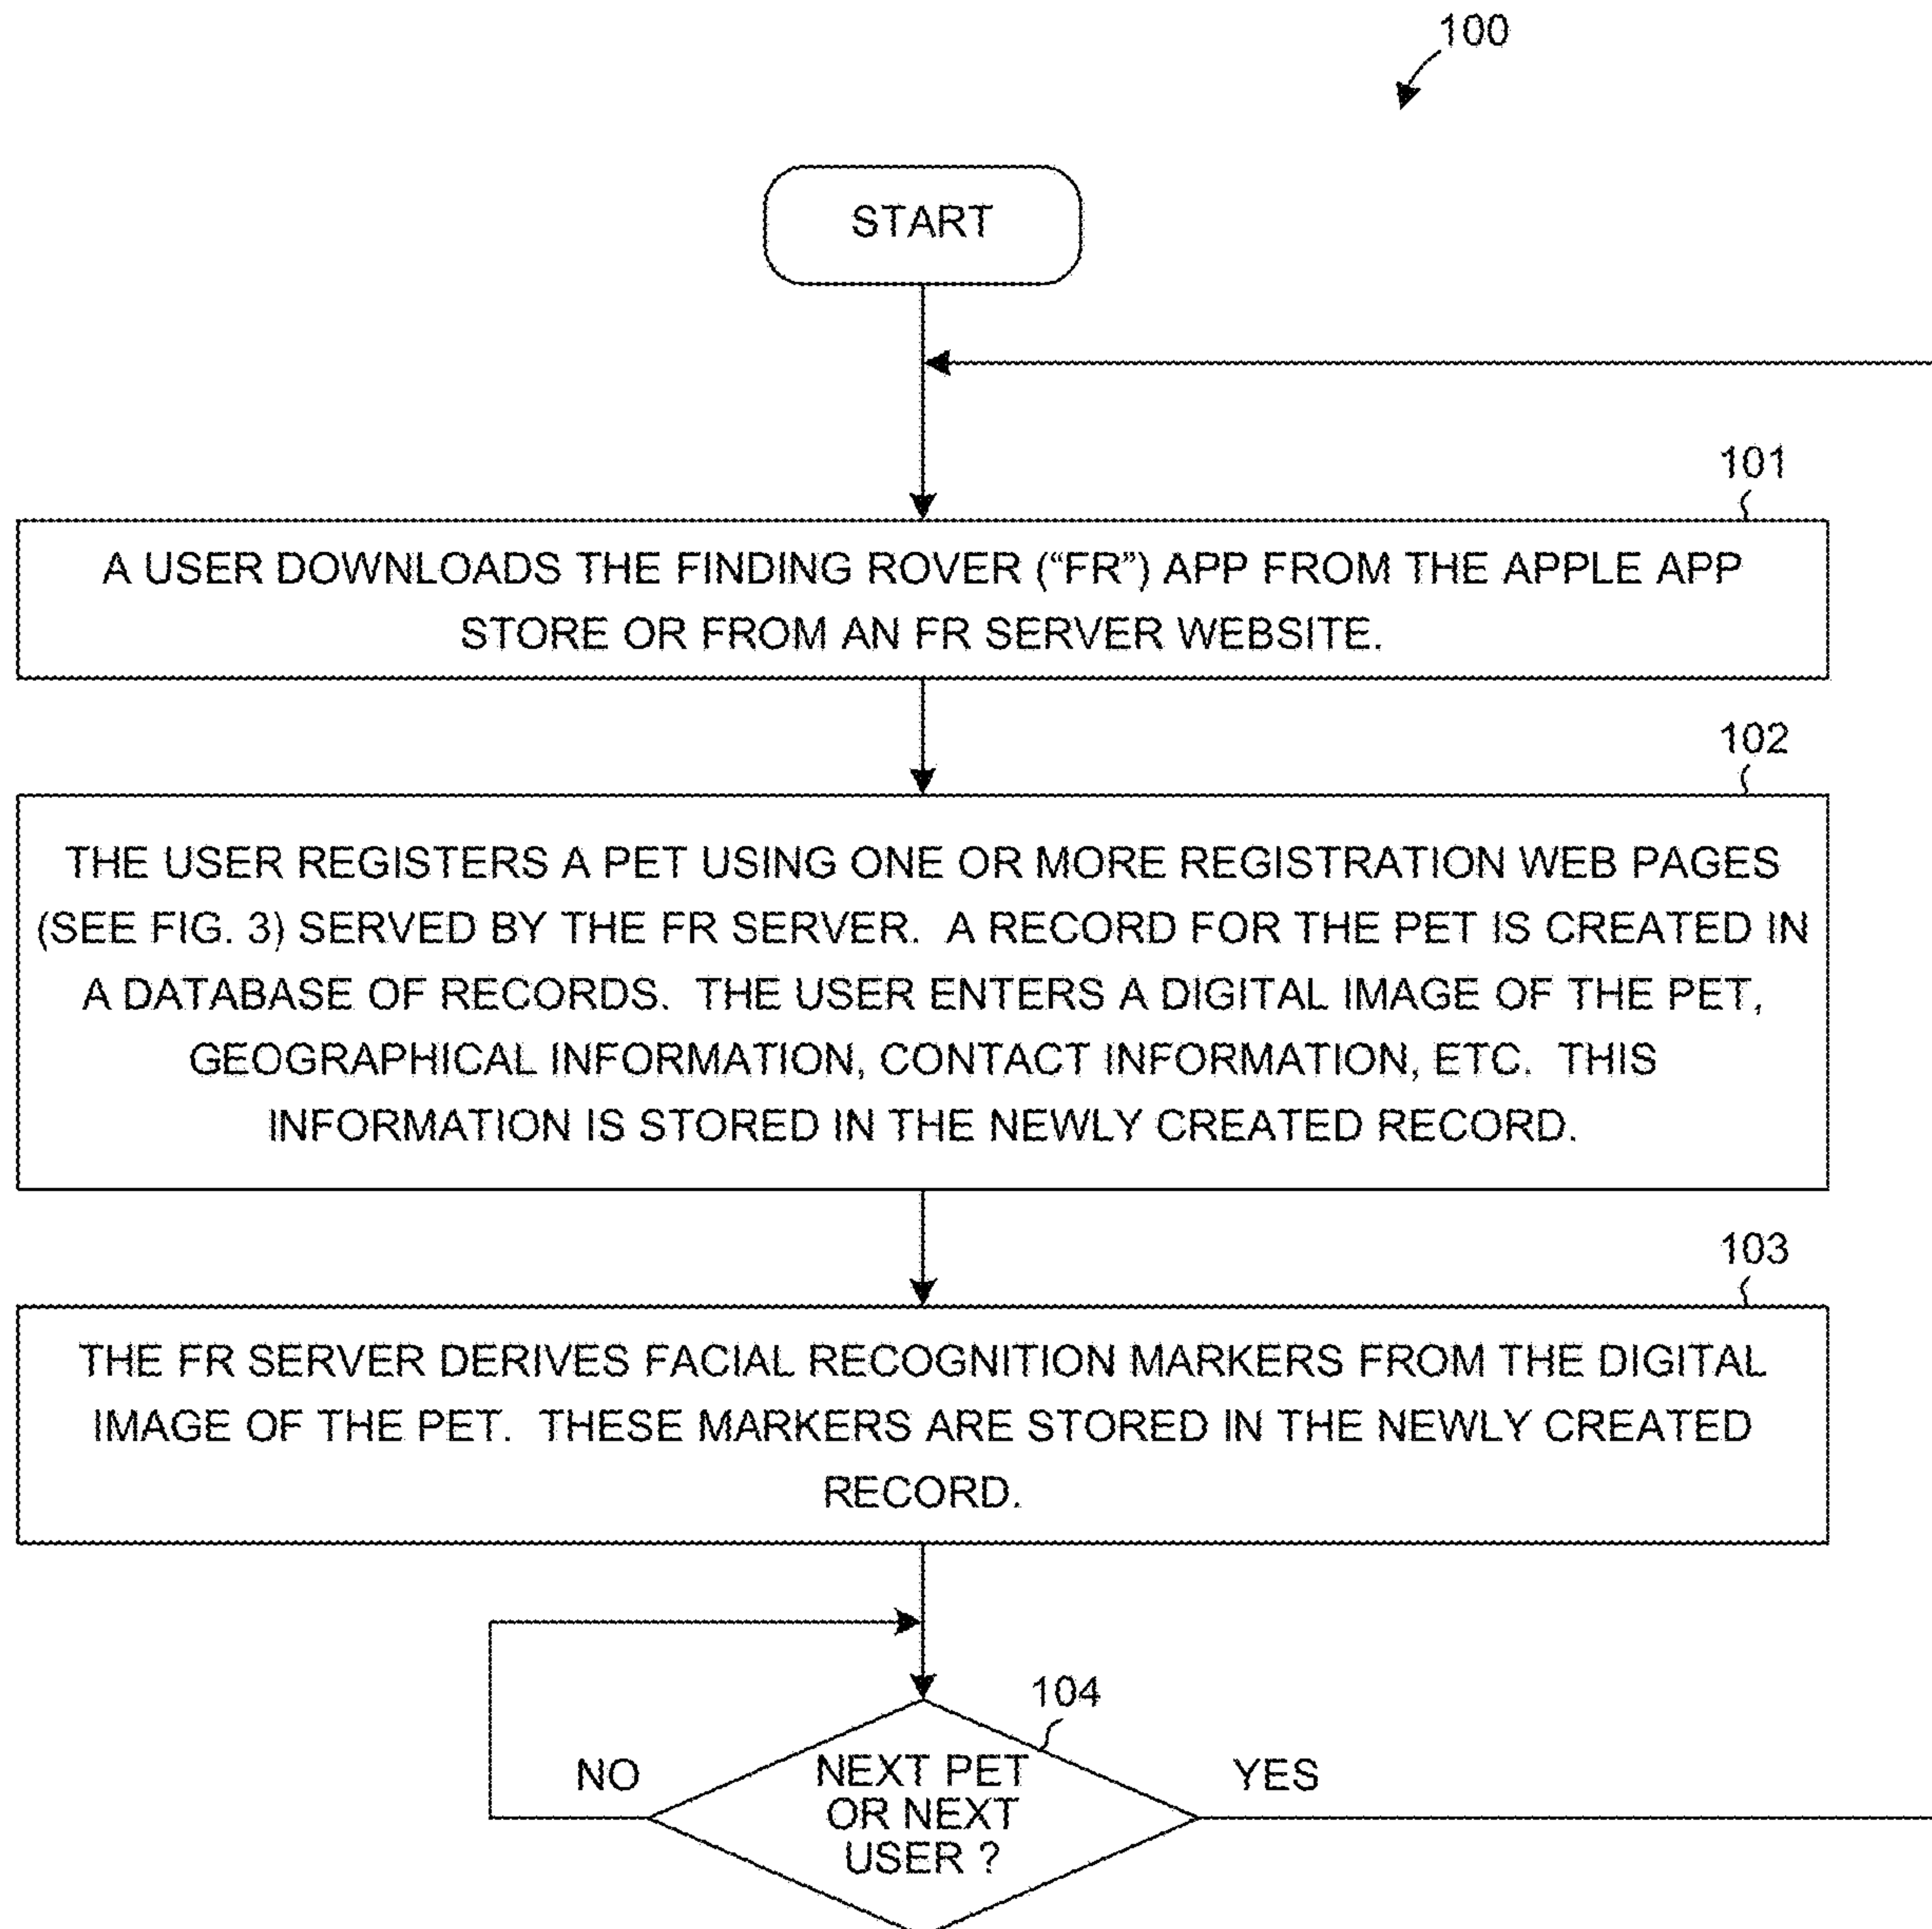 100
START
101
A USER DOWNLOADS THE FINDING ROVER (“FR”) APP FROM THE APPLE APP
STORE OR FROM AN FR SERVER WEBSITE.
102
THE USER REGISTERS A PET USING ONE OR MORE REGISTRATION WEB PAGES
(SEE FIG. 3) SERVED BY THE FR SERVER. A RECORD FOR THE PET IS CREATED IN
A DATABASE OF RECORDS. THE USER ENTERS A DIGITAL IMAGE OF THE PET,
GEOGRAPHICAL INFORMATION, CONTACT INFORMATION, ETC. THIS
INFORMATION IS STORED IN THE NEWLY CREATED RECORD.
103
THE FR SERVER DERIVES FACIAL RECOGNITION MARKERS FROM THE DIGITAL
IMAGE OF THE PET. THESE MARKERS ARE STORED IN THE NEWLY CREATED
RECORD.
104
NO
NEXT PET
OR NEXT
USER ?
YES